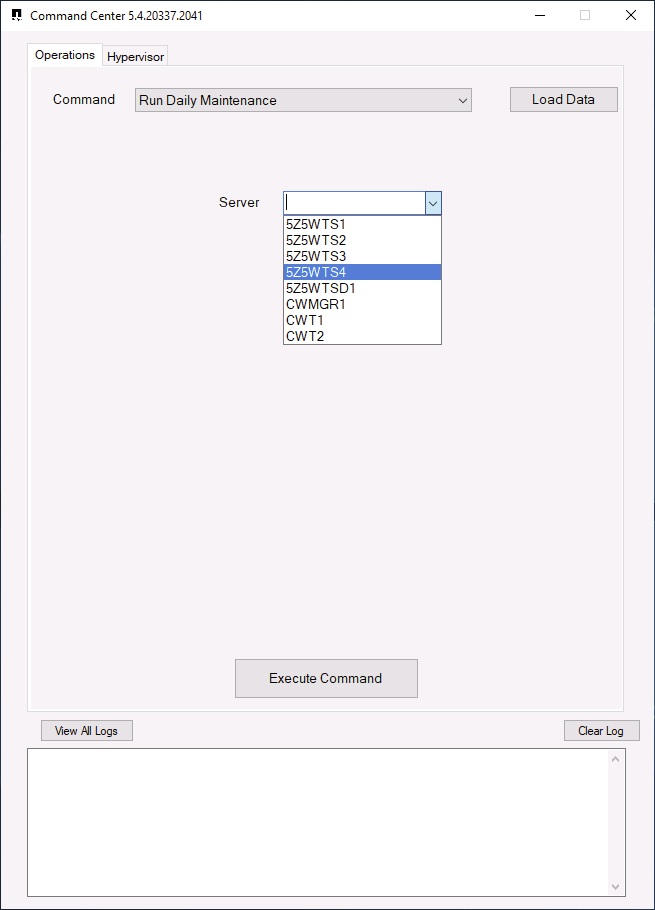 Command Center 5.4.20337.2041
Operations Hypervisor
Command Run Daily Maintenance Load Data
Server
5Z5WTS1
5Z5WTS2
5Z5WTS3
5Z5WTS4
5Z5WTSD1
CWMGR1
CWT1
CWT2
Execute Command
View All Logs Clear Log